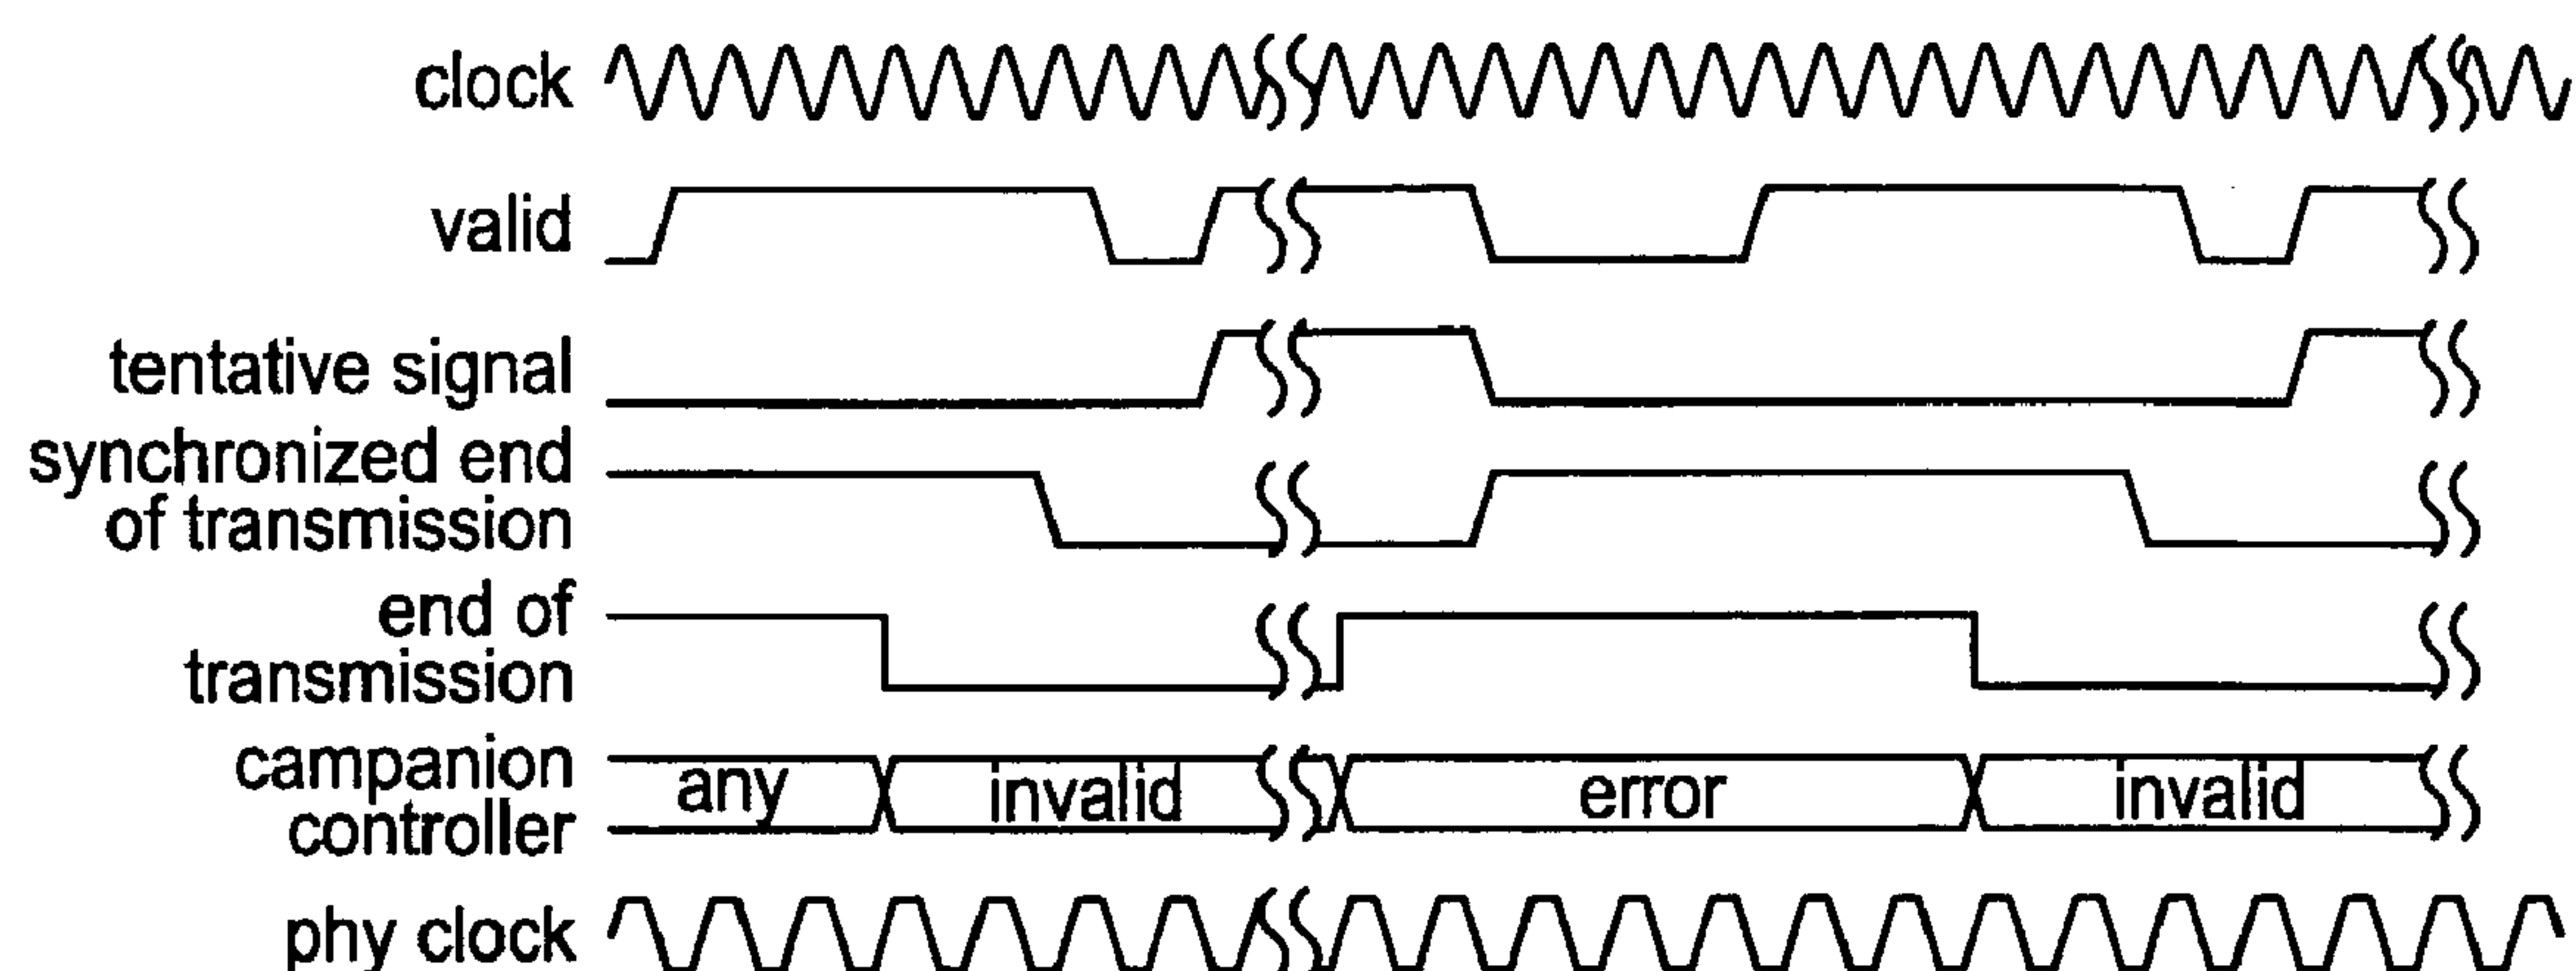 clock
valid
tentative signal
synchronized end
of transmission
end of
transmission
campanion
controller
any
invalid
error
invalid
phy clock